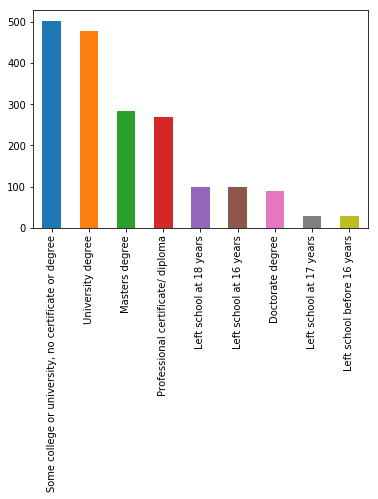 500
400
300
200
100
0
Some college or university, no certificate or degree
University degree
Masters degree
Professional certificate/ diploma
Left school at 18 years
Left school at 16 years
Doctorate degree
Left school at 17 years
Left school before 16 years